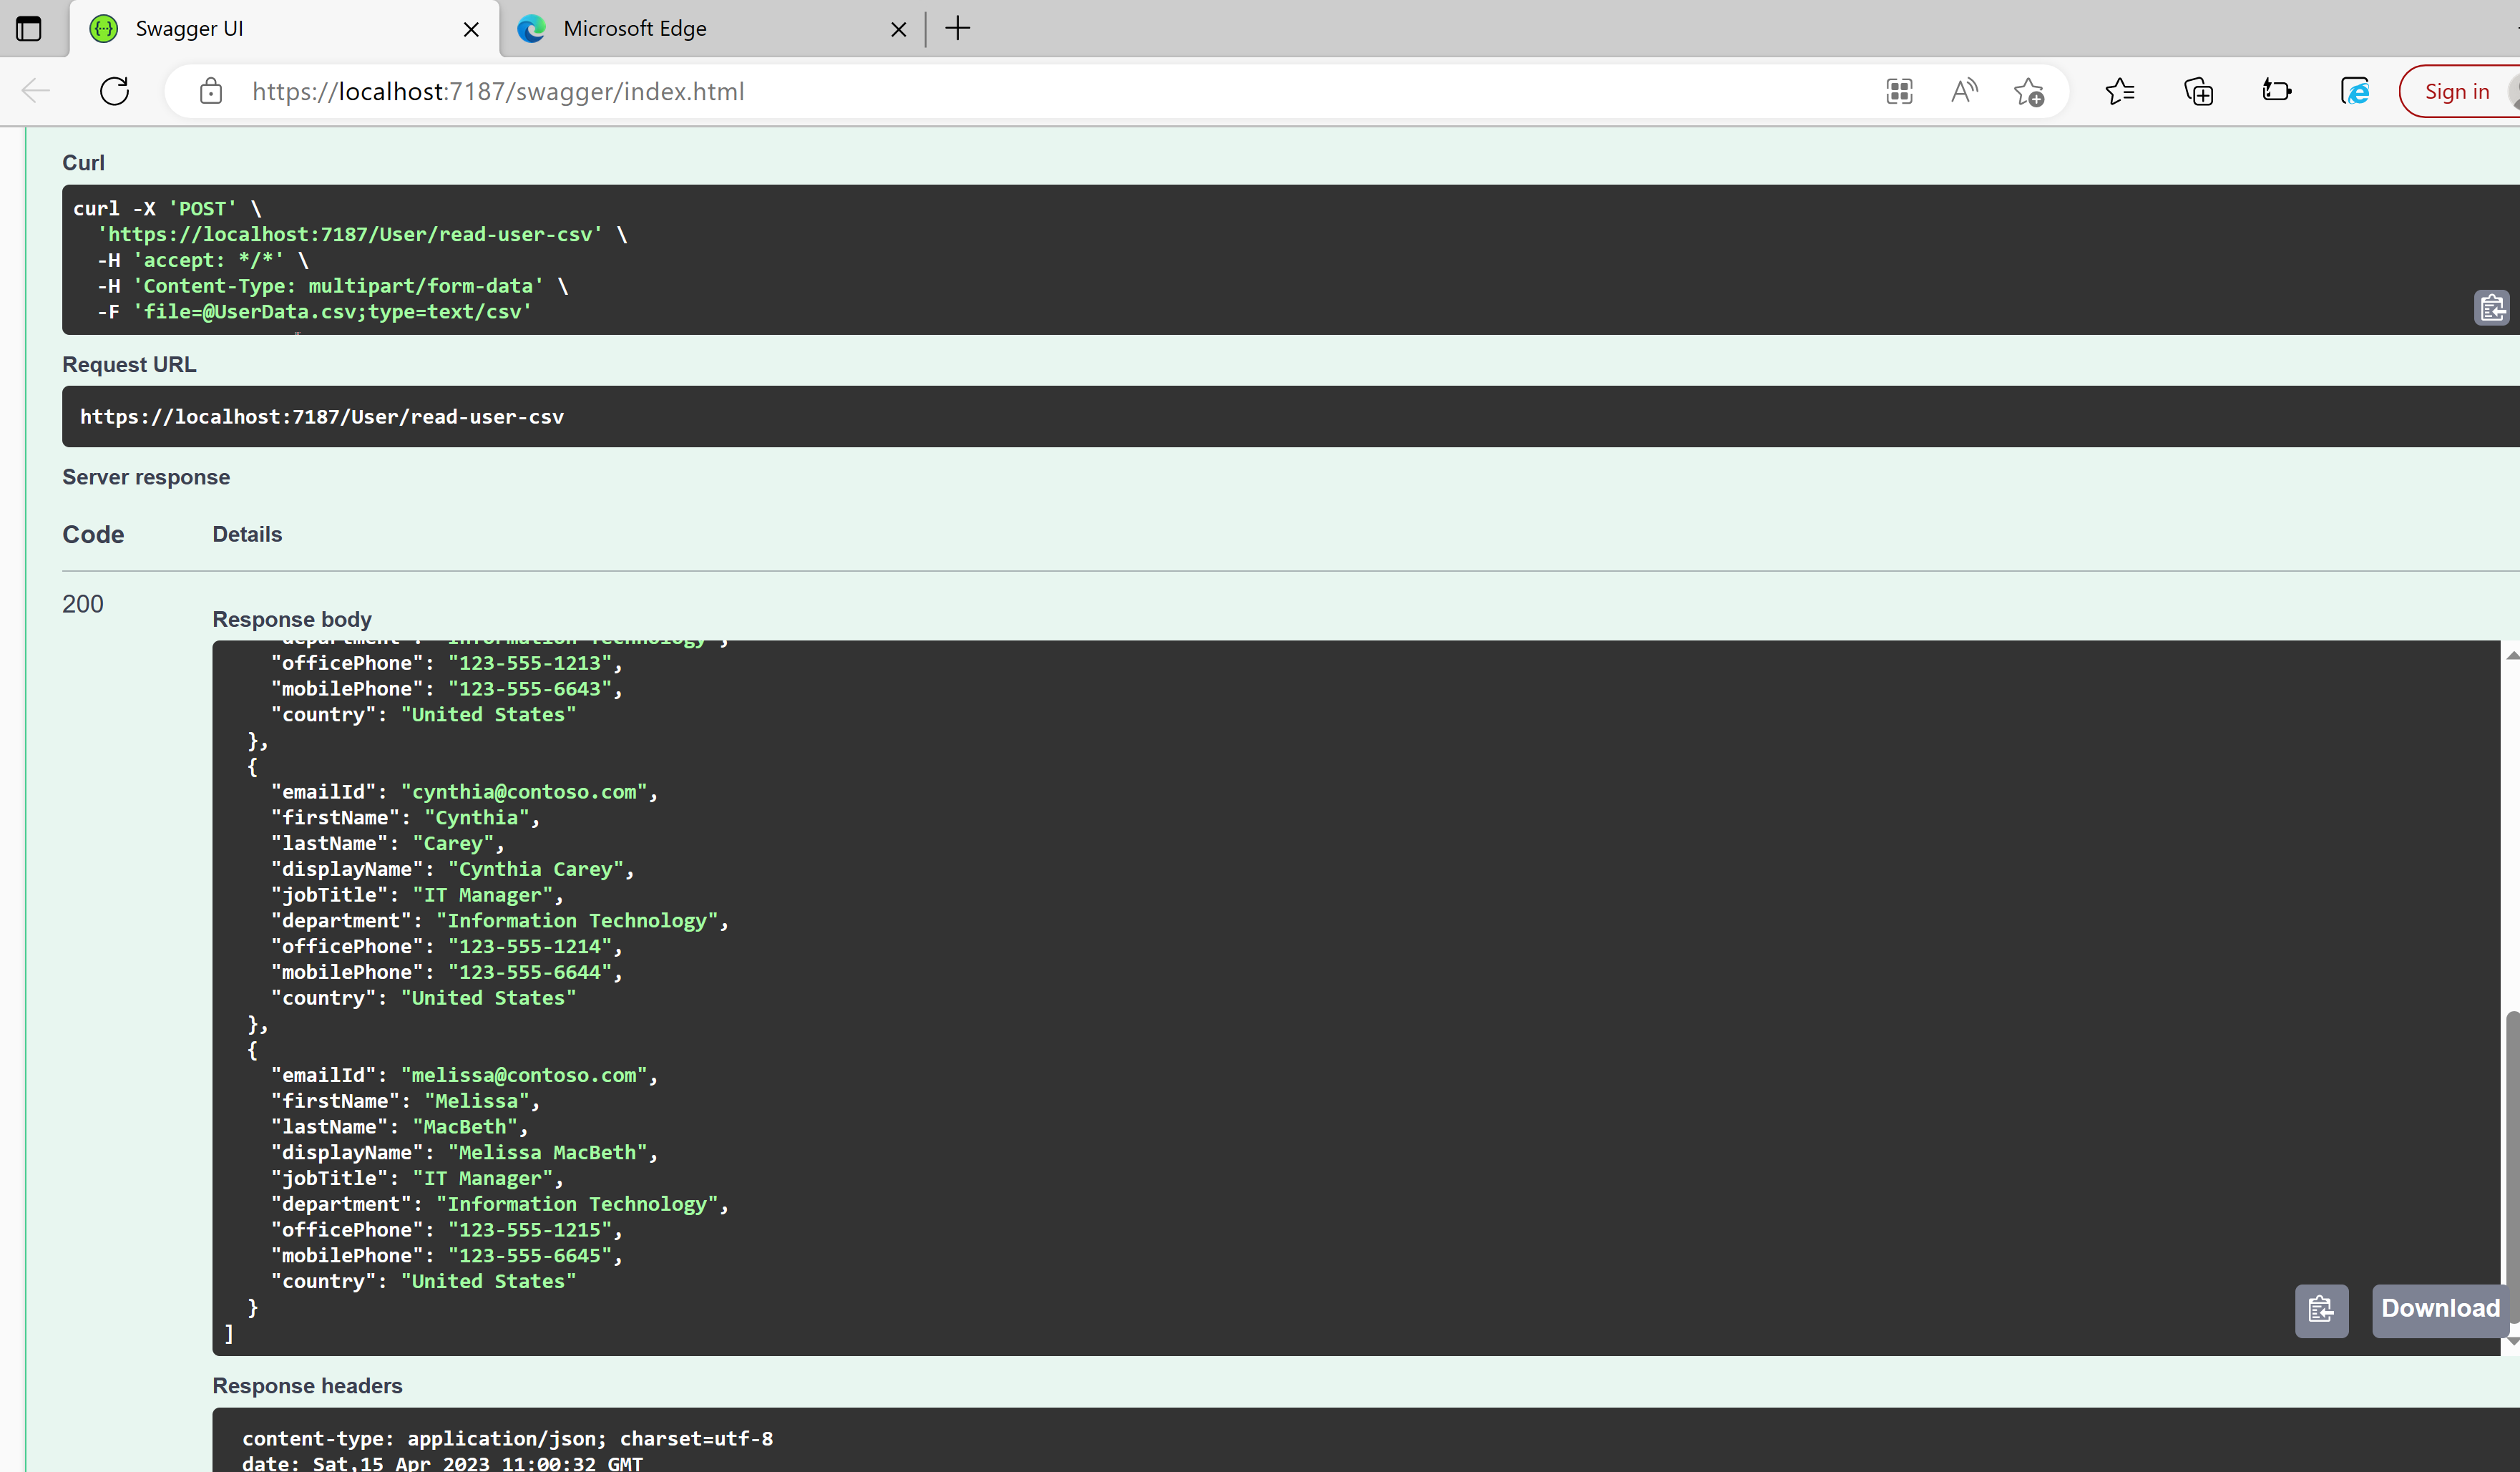 Swagger UI
Microsoft Edge
https://localhost:7187/swagger/index.html
Sign in
Curl
curl -X 'POST' \
'https://localhost:7187/User/read-user-csv' \
-H 'accept: */*' \
-H 'Content-Type: multipart/form-data' \
-F 'file=@UserData.csv;type=text/csv'
Request URL
https://localhost:7187/User/read-user-csv
Server response
Code Details
200
Response body
"department": "Information Technology",
"officePhone": "123-555-1213",
"mobilePhone": "123-555-6643",
"country": "United States"
},
{
"emailId": "cynthia@contoso.com",
"firstName": "Cynthia",
"lastName": "Carey",
"displayName": "Cynthia Carey",
"jobTitle": "IT Manager",
"department": "Information Technology",
"officePhone": "123-555-1214",
"mobilePhone": "123-555-6644",
"country": "United States"
},
{
"emailId": "melissa@contoso.com",
"firstName": "Melissa",
"lastName": "MacBeth",
"displayName": "Melissa MacBeth",
"jobTitle": "IT Manager",
"department": "Information Technology",
"officePhone": "123-555-1215",
"mobilePhone": "123-555-6645",
"country": "United States"
}
]
Download
Response headers
content-type: application/json; charset=utf-8
date: Sat,15 Apr 2023 11:00:32 GMT